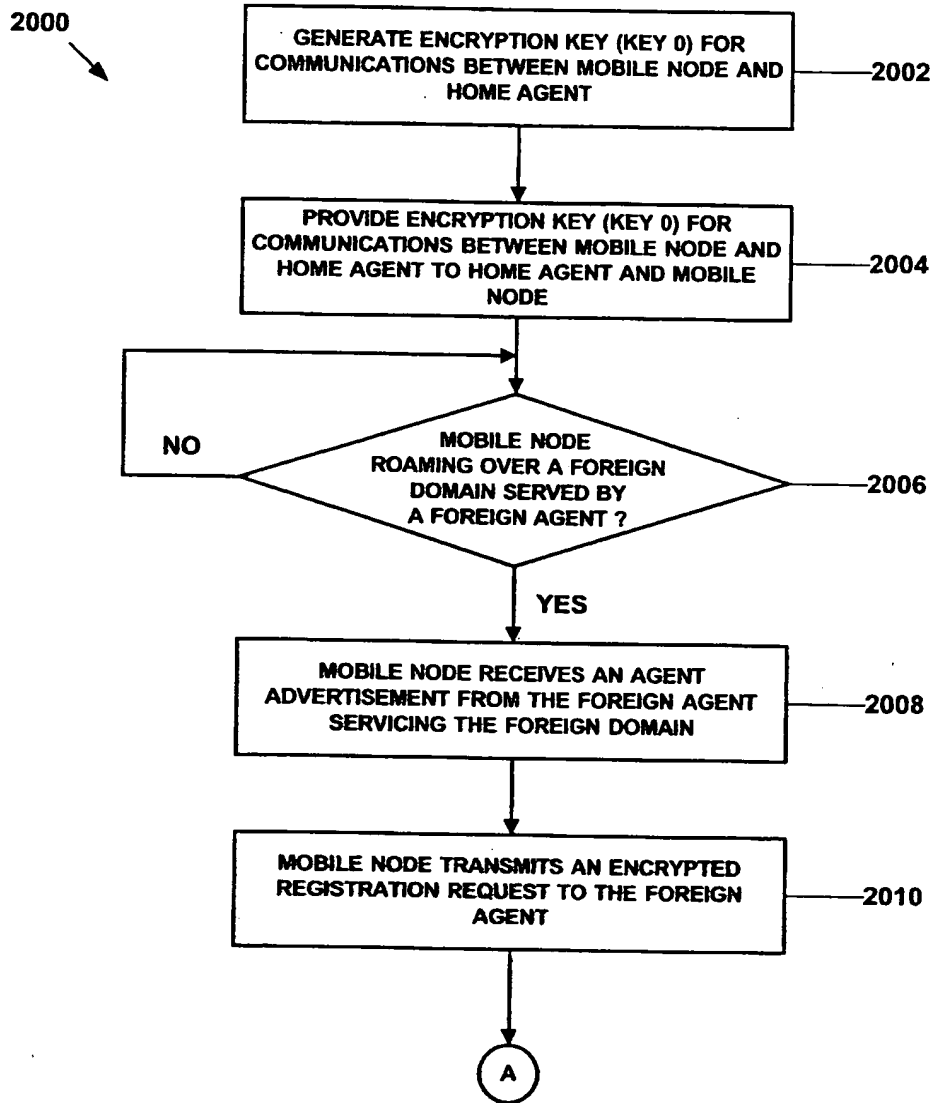 2000
GENERATE ENCRYPTION KEY (KEY 0) FOR
COMMUNICATIONS BETWEEN MOBILE NODE AND
HOME AGENT
2002
PROVIDE ENCRYPTION KEY (KEY 0) FOR
COMMUNICATIONS BETWEEN MOBILE NODE AND
HOME AGENT TO HOME AGENT AND MOBILE
NODE
2004
NO
MOBILE NODE
ROAMING OVER A FOREIGN
DOMAIN SERVED BY
A FOREIGN AGENT ?
2006
YES
MOBILE NODE RECEIVES AN AGENT
ADVERTISEMENT FROM THE FOREIGN AGENT
SERVICING THE FOREIGN DOMAIN
2008
MOBILE NODE TRANSMITS AN ENCRYPTED
REGISTRATION REQUEST TO THE FOREIGN
AGENT
2010
A